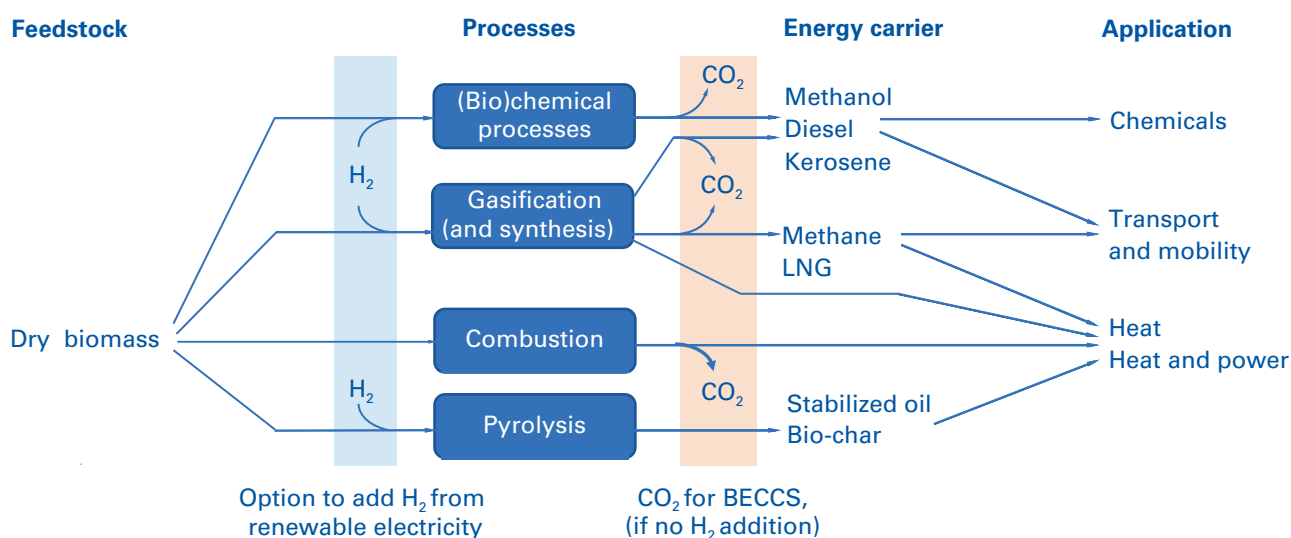 Feedstock
Processes
Energy carrier
Application
(Bio)chemical
processes
CO₂
Methanol
Diesel
Kerosene
Chemicals
H₂
Gasification
(and synthesis)
CO₂
Methane
LNG
Transport
and mobility
Dry biomass
Combustion
Heat
Heat and power
H₂
CO₂
Pyrolysis
Stabilized oil
Bio-char
Option to add H₂ from
renewable electricity
CO₂ for BECCS,
(if no H₂ addition)